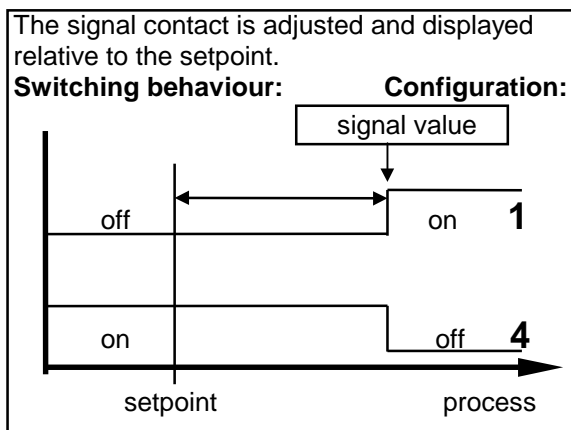 The signal contact is adjusted and displayed
relative to the setpoint.
Switching behaviour: Configuration:
signal value
off on 1
on off 4
setpoint process